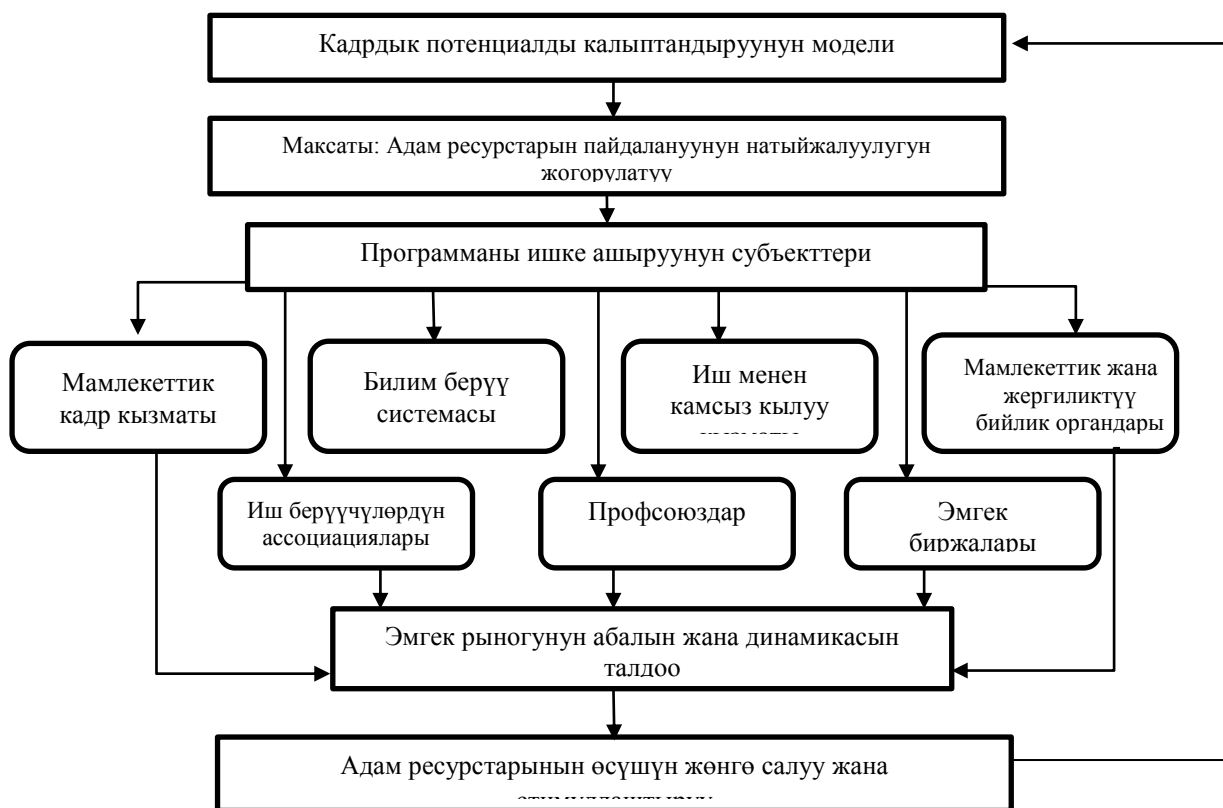 Кадрдык потенциалды калыптандыруунун модели
Максаты: Адам ресурстарын пайдалануунун натыйжалуулугун
жогорулатуу
Программаны ишке ашыруунун субъекттери
Мамлекеттик
кадр кызматы
Билим берүү
системасы
Иш менен
камсыз кылуу
Мамлекеттик жана
жергиликтүү
бийлик органдары
Иш берүүчүлөрдүн
ассоциациялары
Профсоюздар
Эмгек
биржалары
Эмгек рыногунун абалын жана динамикасын
талдоо
Адам ресурстарынын өсүшүн жөнгө салуу жана